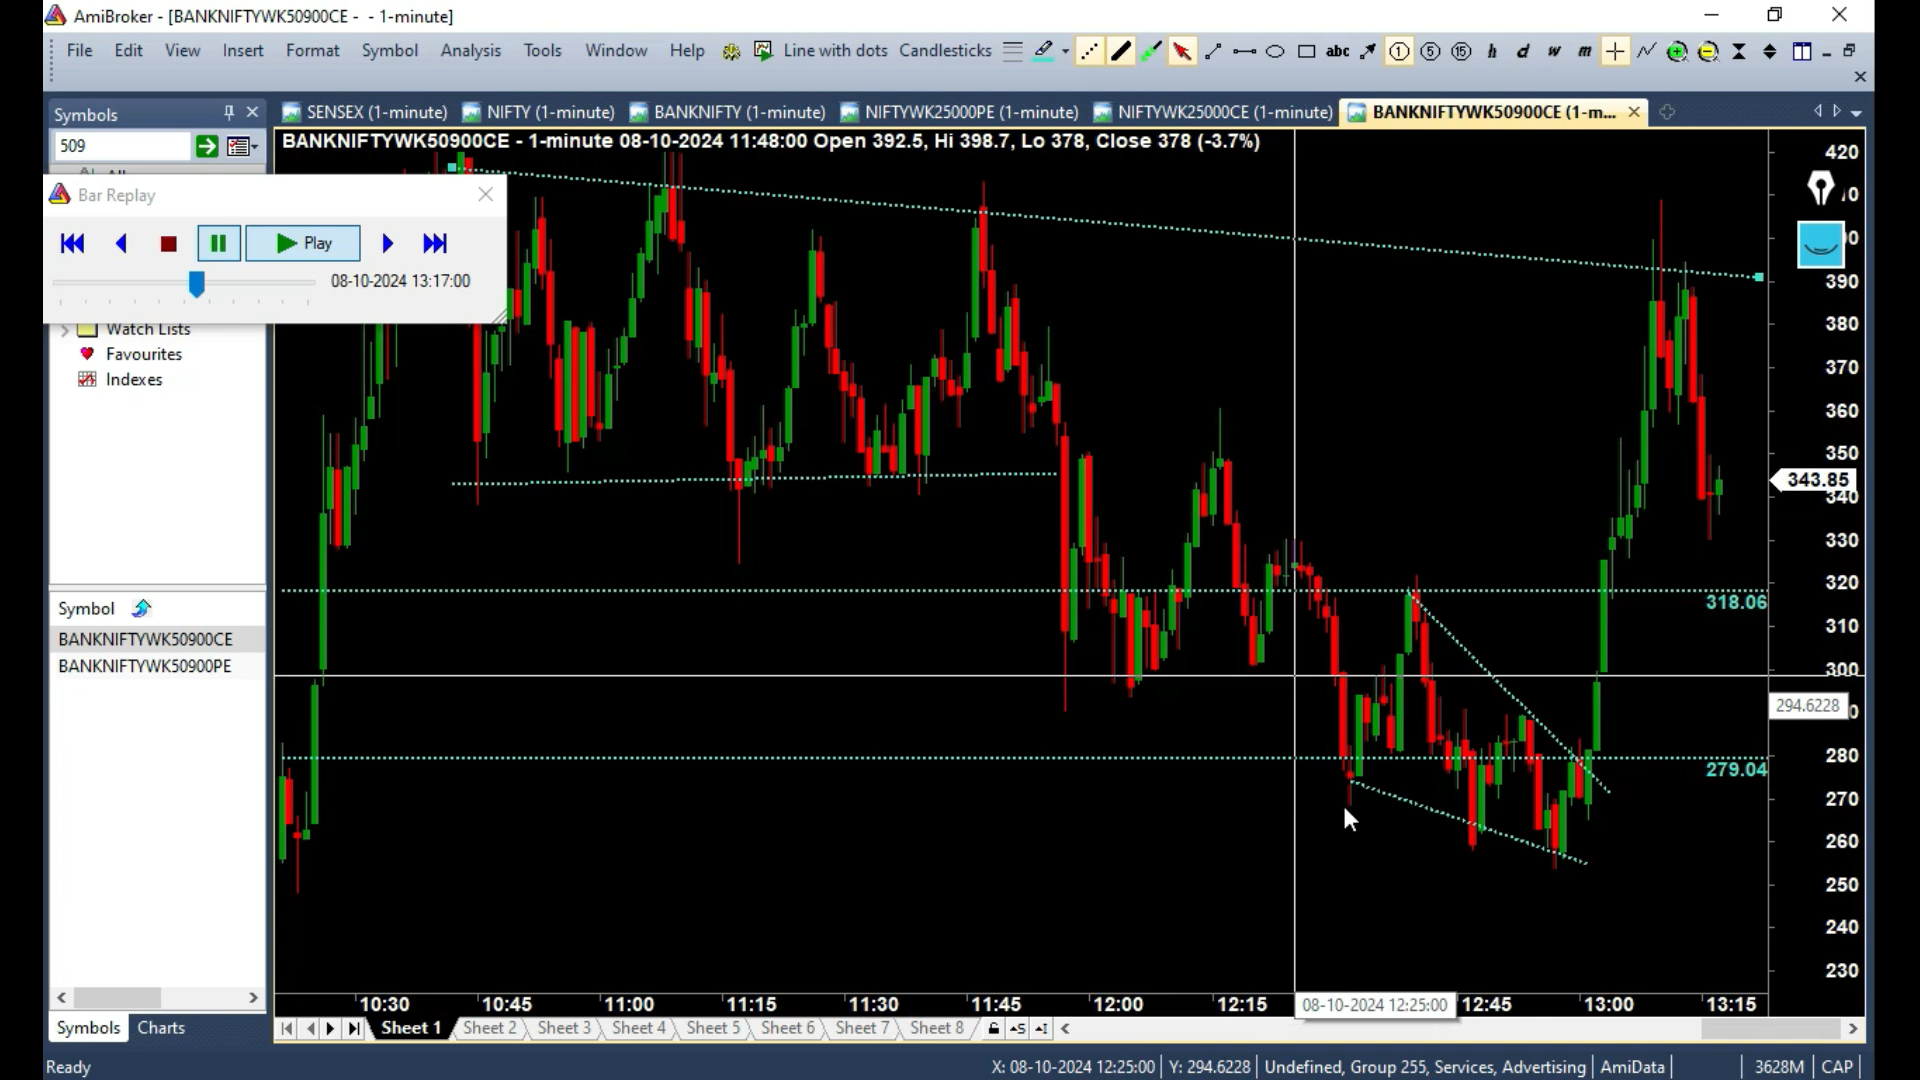 AmiBroker - [BANKNIFTYWK50900CE - - 1-minute]
File Edit View Insert Format Symbol Analysis Tools Window Help Line with dots Candlesticks abc 1 5 15 h d w m
Symbols
SENSEX (1-minute) NIFTY (1-minute) BANKNIFTY (1-minute) NIFTYWK25000PE (1-minute) NIFTYWK25000CE (1-minute) BANKNIFTYWK50900CE (1-m...
509
BANKNIFTYWK50900CE - 1-minute 08-10-2024 11:48:00 Open 392.5, Hi 398.7, Lo 378, Close 378 (-3.7%)
Bar Replay
Play
08-10-2024 13:17:00
Watch Lists
Favourites
Indexes
Symbol
BANKNIFTYWK50900CE
BANKNIFTYWK50900PE
Symbols Charts
420
390
380
370
360
350
343.85
340
330
320
318.06
310
300
294.6228
280
279.04
270
260
250
240
230
10:30 10:45 11:00 11:15 11:30 11:45 12:00 12:15 08-10-2024 12:25:00 12:45 13:00 13:15
Sheet 1 Sheet 2 Sheet 3 Sheet 4 Sheet 5 Sheet 6 Sheet 7 Sheet 8
Ready X: 08-10-2024 12:25:00 Y: 294.6228 Undefined, Group 255, Services, Advertising AmiData 3628M CAP